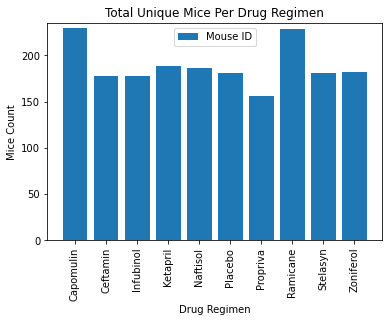 Total Unique Mice Per Drug Regimen
Mouse ID
Mice Count
200
150
100
50
0
Capomulin
Ceftamin
Infubinol
Ketapril
Naftisol
Placebo
Propriva
Ramicane
Stelasyn
Zoniferol
Drug Regimen